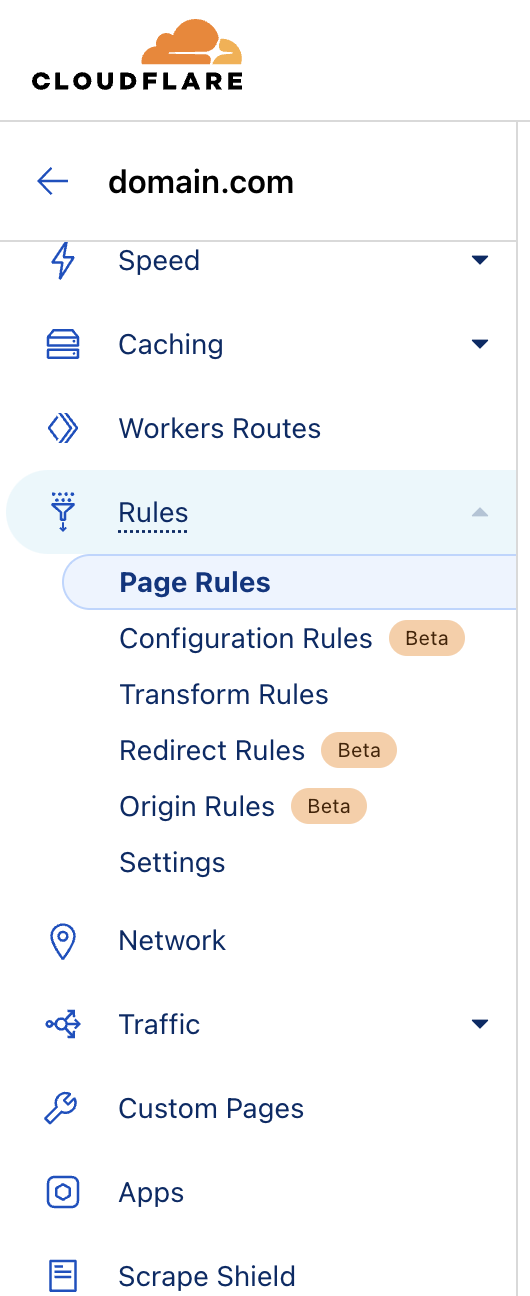 CLOUDFLARE
domain.com
Speed
Caching
Workers Routes
Rules
Page Rules
Configuration Rules Beta
Transform Rules
Redirect Rules Beta
Origin Rules Beta
Settings
Network
Traffic
Custom Pages
Apps
Scrape Shield